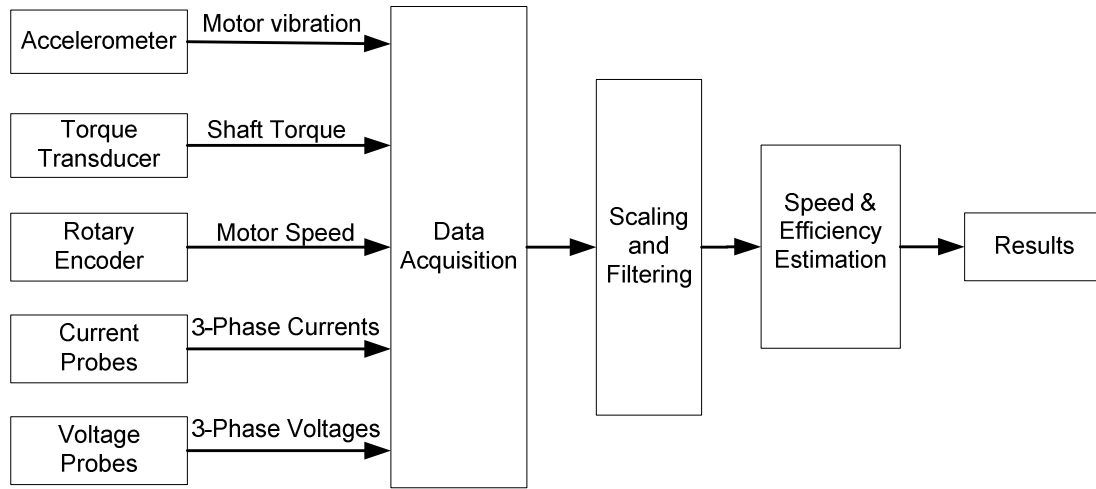 Accelerometer
Motor vibration
Torque
Transducer
Shaft Torque
Rotary
Encoder
Motor Speed
Current
Probes
3-Phase Currents
Voltage
Probes
3-Phase Voltages
Data
Acquisition
Scaling
and
Filtering
Speed &
Efficiency
Estimation
Results